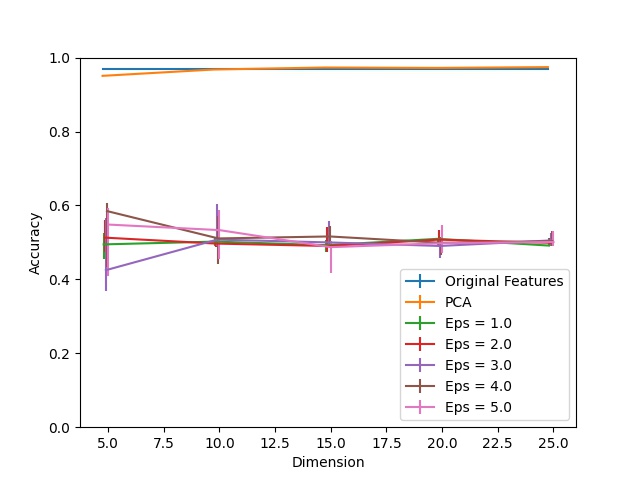 1.0
0.8
0.6
0.4
0.2
0.0
Accuracy
5.0 7.5 10.0 12.5 15.0 17.5 20.0 22.5 25.0
Dimension
Original Features
PCA
Eps = 1.0
Eps = 2.0
Eps = 3.0
Eps = 4.0
Eps = 5.0